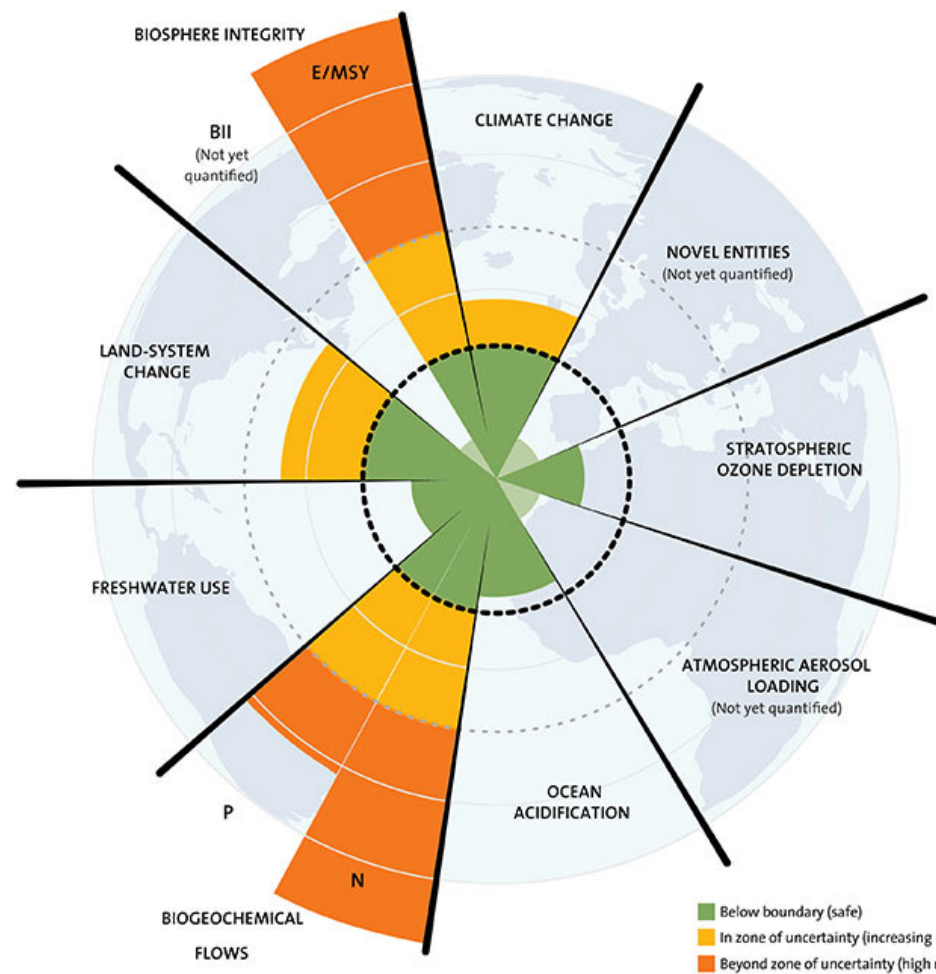 BIOSPHERE INTEGRITY
E/MSY
BII
(Not yet
quantified)
CLIMATE CHANGE
NOVEL ENTITIES
(Not yet quantified)
LAND-SYSTEM
CHANGE
STRATOSPHERIC
OZONE DEPLETION
FRESHWATER USE
ATMOSPHERIC AEROSOL
LOADING
(Not yet quantified)
OCEAN
ACIDIFICATION
P
N
BIOGEOCHEMICAL
FLOWS
Below boundary (safe)
In zone of uncertainty (increasing
Beyond zone of uncertainty (high